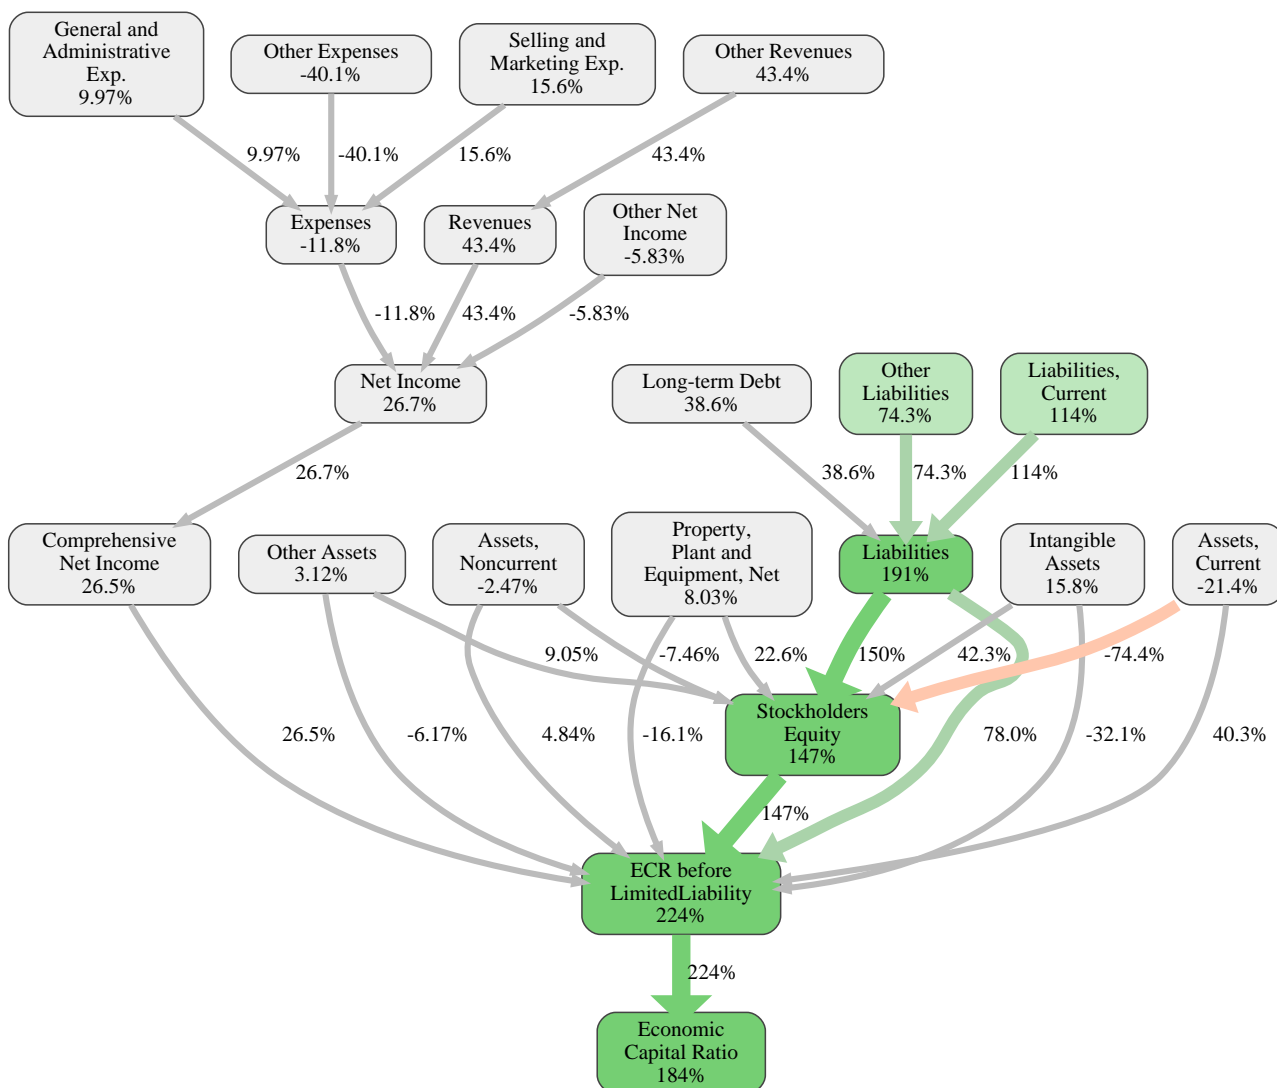 General and
Administrative
Exp.
9.97%
Other Expenses
-40.1%
Selling and
Marketing Exp.
15.6%
Other Revenues
43.4%
9.97%
-40.1%
15.6%
43.4%
Expenses
-11.8%
Revenues
43.4%
Other Net
Income
-5.83%
-11.8%
43.4%
-5.83%
Net Income
26.7%
Long-term Debt
38.6%
Other
Liabilities
74.3%
Liabilities,
Current
114%
26.7%
38.6%
74.3%
114%
Comprehensive
Net Income
26.5%
Other Assets
3.12%
Assets,
Noncurrent
-2.47%
Property,
Plant and
Equipment, Net
8.03%
Liabilities
191%
Intangible
Assets
15.8%
Assets,
Current
-21.4%
9.05%
-7.46%
22.6%
150%
42.3%
-74.4%
Stockholders
Equity
147%
26.5%
-6.17%
4.84%
-16.1%
78.0%
-32.1%
40.3%
147%
ECR before
LimitedLiability
224%
224%
Economic
Capital Ratio
184%